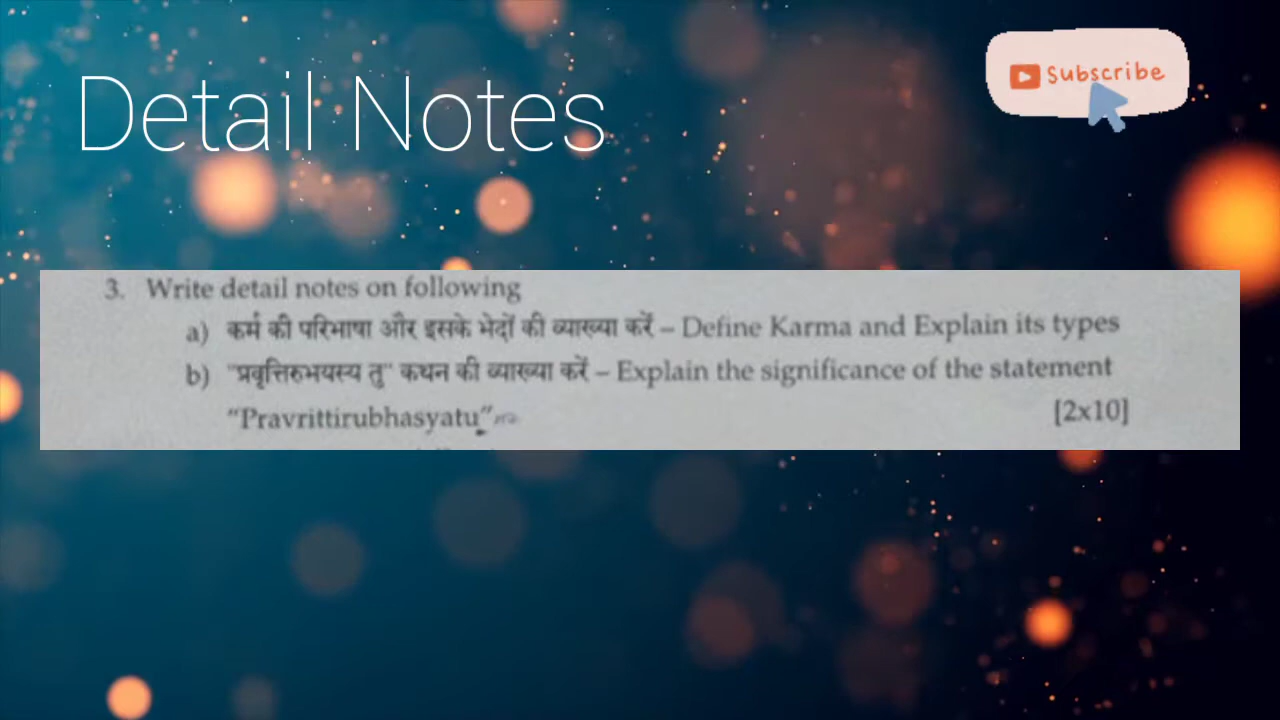 Detail Notes
Subscribe
3. Write detail notes on following
a) कर्म की परिभाषा और इसके भेदों की व्याख्या करें – Define Karma and Explain its types
b) "प्रवृत्तिरुभयस्य तु" कथन की व्याख्या करें – Explain the significance of the statement
"Pravrittirubhasyatu"
[2x10]